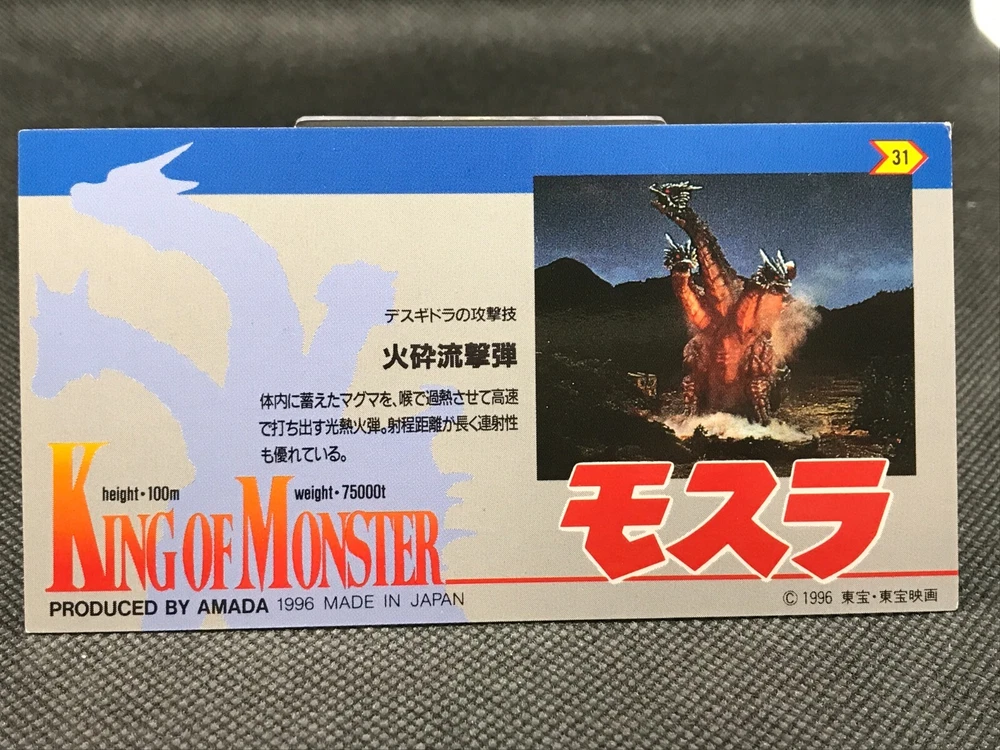 31
デスギドラの攻撃技
火砕流撃弾
体内に蓄えたマグマを、喉で過熱させて高速
で打ち出す光熱火弾。射程距離が長く連射性
も優れている。
height・100m weight・75000t
KING OF MONSTER
モスラ
PRODUCED BY AMADA 1996 MADE IN JAPAN
© 1996 東宝・東宝映画